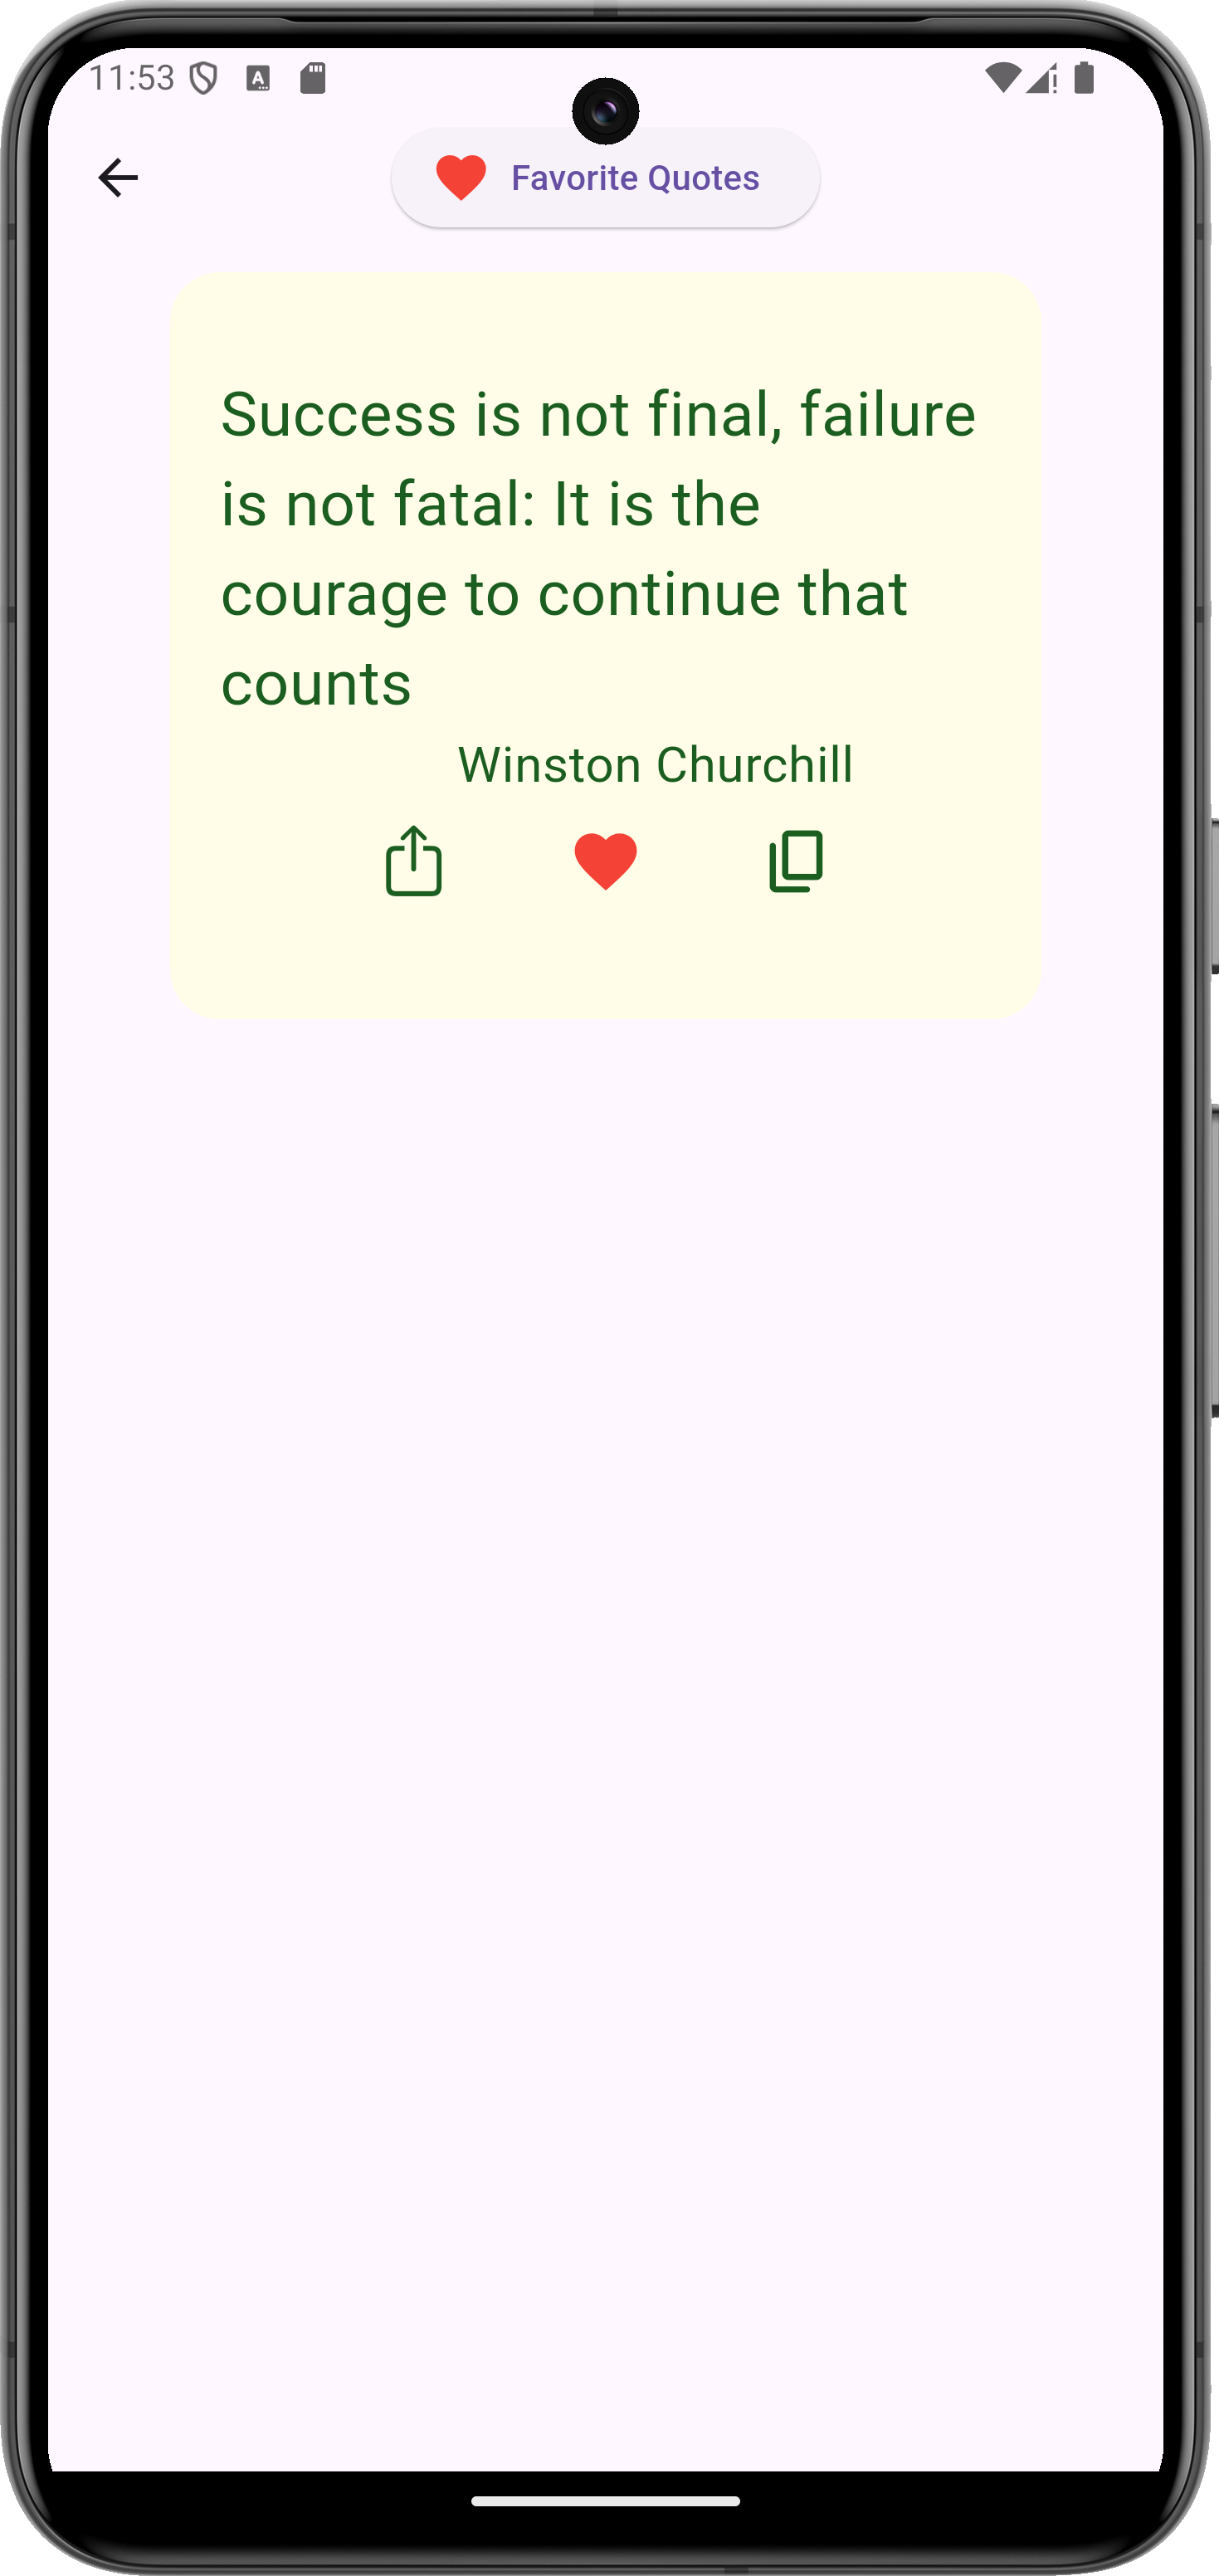 11:53
Favorite Quotes
Success is not final, failure
is not fatal: It is the
courage to continue that
counts
Winston Churchill